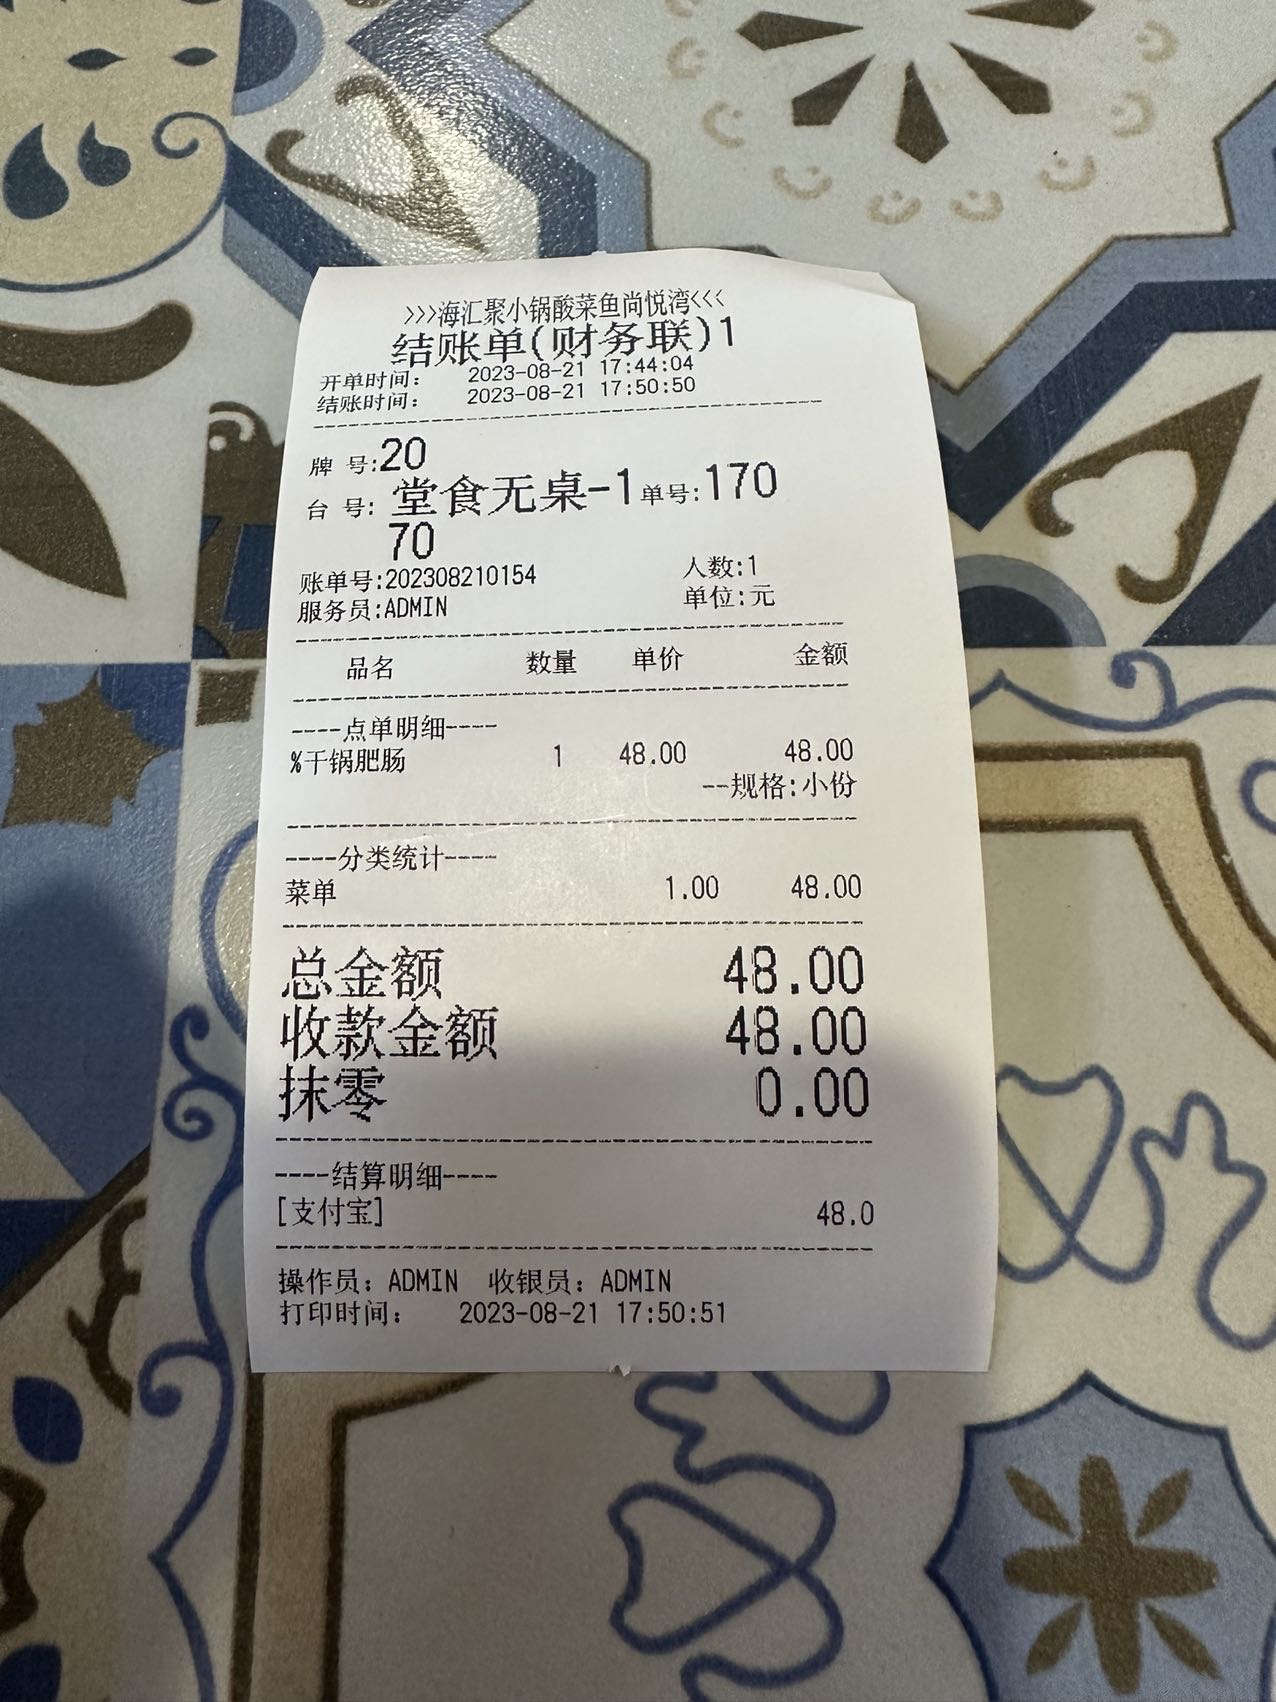 >>>海汇聚小锅酸菜鱼尚悦湾<<<
结账单(财务联)1
开单时间: 2023-08-21 17:44:04
结账时间: 2023-08-21 17:50:50
牌 号:20
台 号: 堂食无桌-1 单号:170
70
账单号:202308210154 人数:1
服务员:ADMIN 单位:元
品名 数量 单价 金额
----点单明细----
%干锅肥肠 1 48.00 48.00
--规格:小份
----分类统计----
菜单 1.00 48.00
总金额 48.00
收款金额 48.00
抹零 0.00
----结算明细----
[支付宝] 48.0
操作员: ADMIN 收银员: ADMIN
打印时间: 2023-08-21 17:50:51